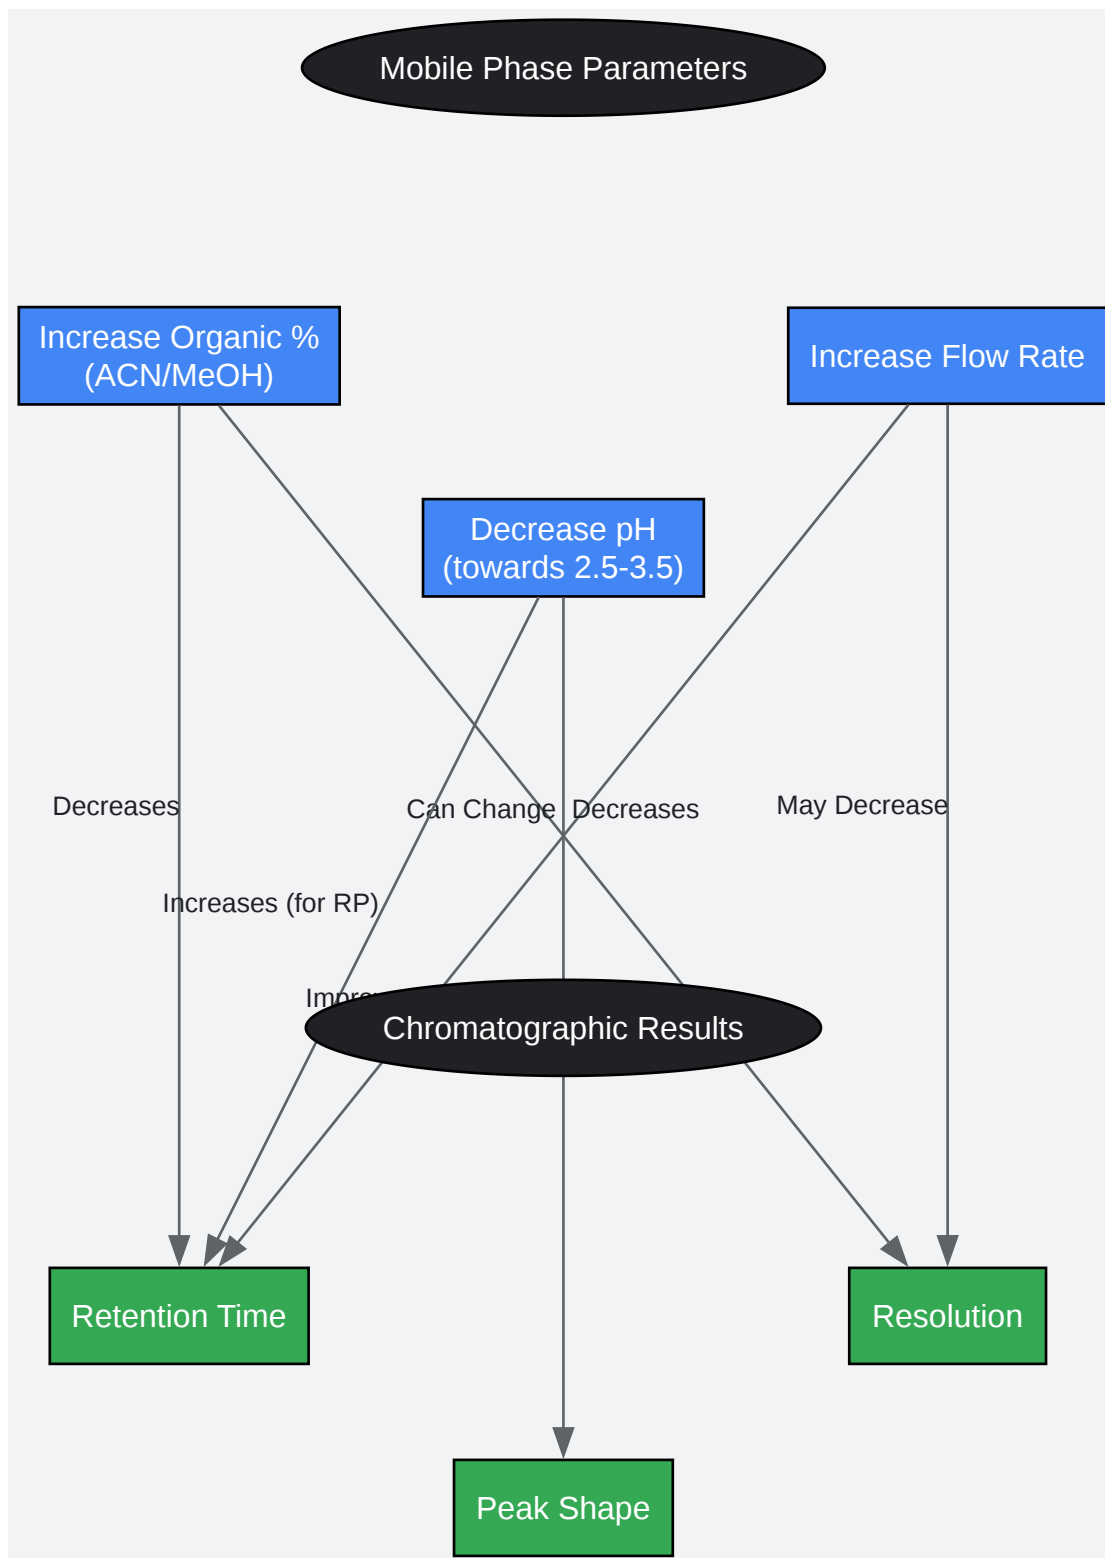 Mobile Phase Parameters
Increase Organic %
(ACN/MeOH)
Increase Flow Rate
Decrease pH
(towards 2.5-3.5)
Decreases
Can Change
Decreases
May Decrease
Increases (for RP)
Chromatographic Results
Retention Time
Resolution
Peak Shape